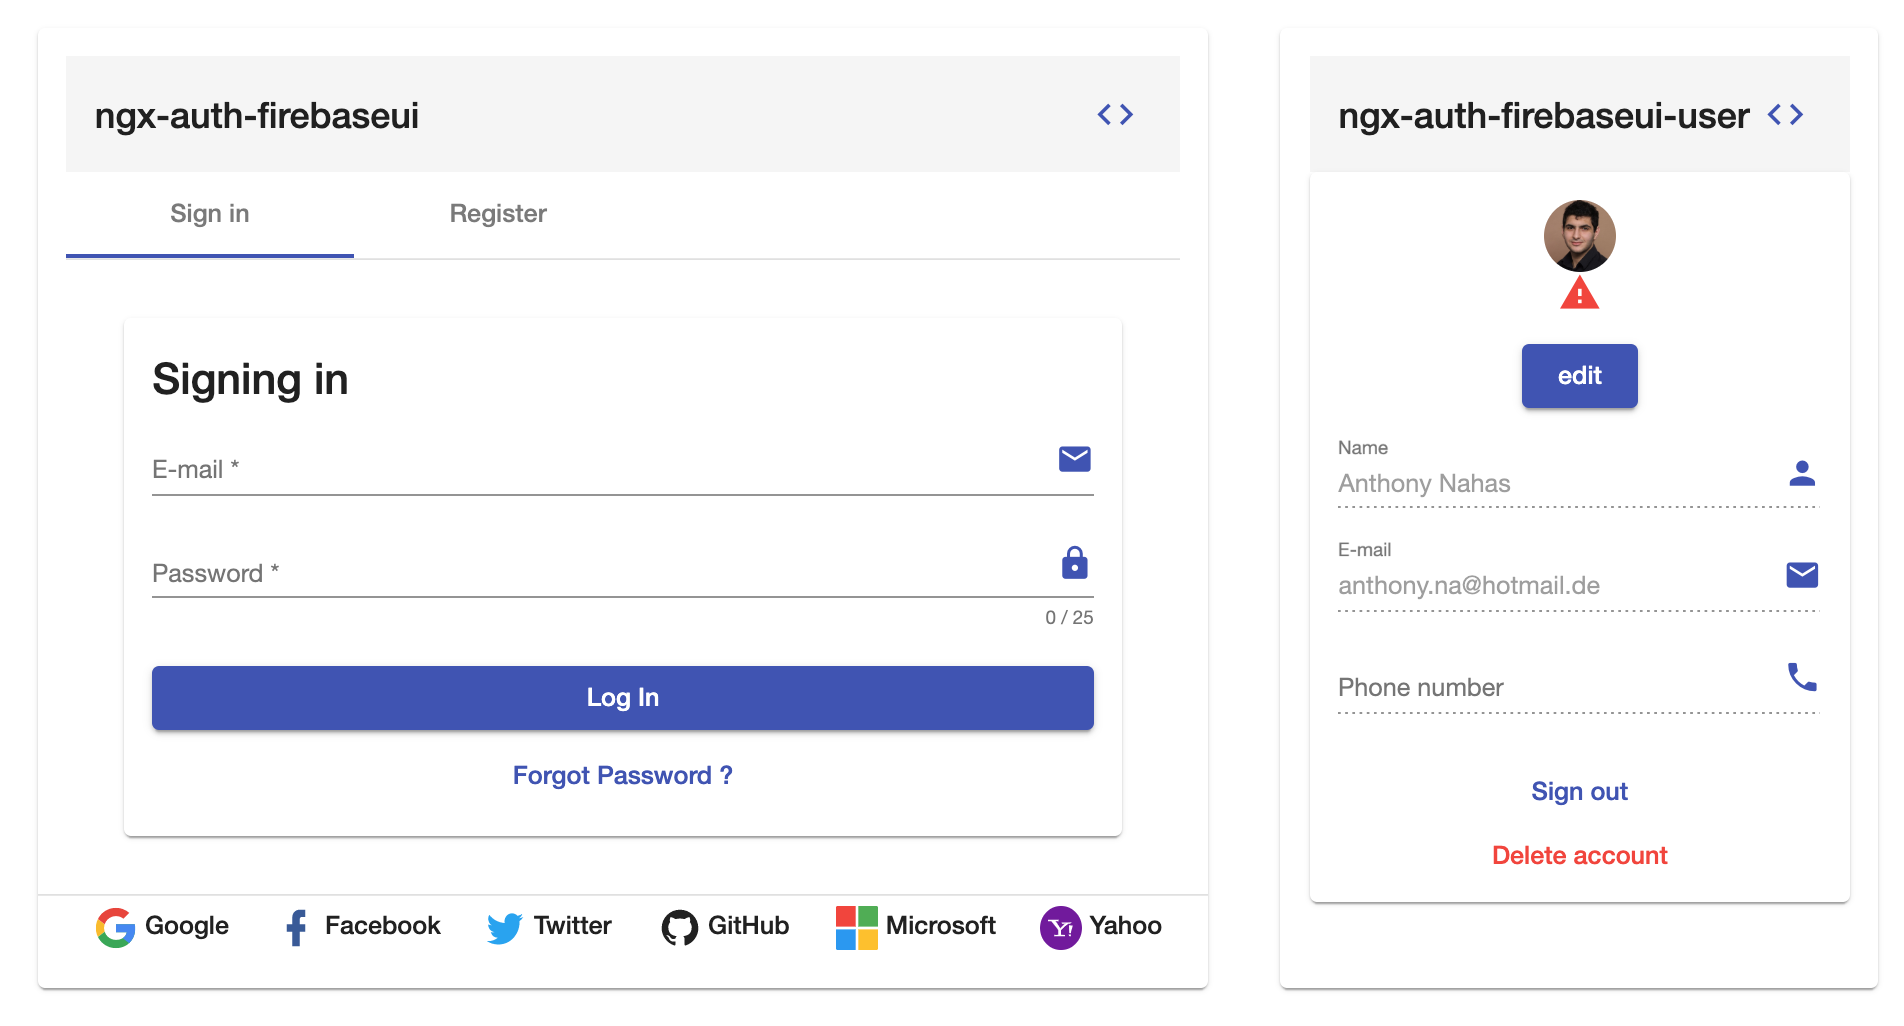 ngx-auth-firebaseui
Sign in
Register
Signing in
E-mail *
Password *
0 / 25
Log In
Forgot Password ?
Google
Facebook
Twitter
GitHub
Microsoft
Y!
Yahoo
ngx-auth-firebaseui-user
edit
Name
Anthony Nahas
E-mail
anthony.na@hotmail.de
Phone number
Sign out
Delete account